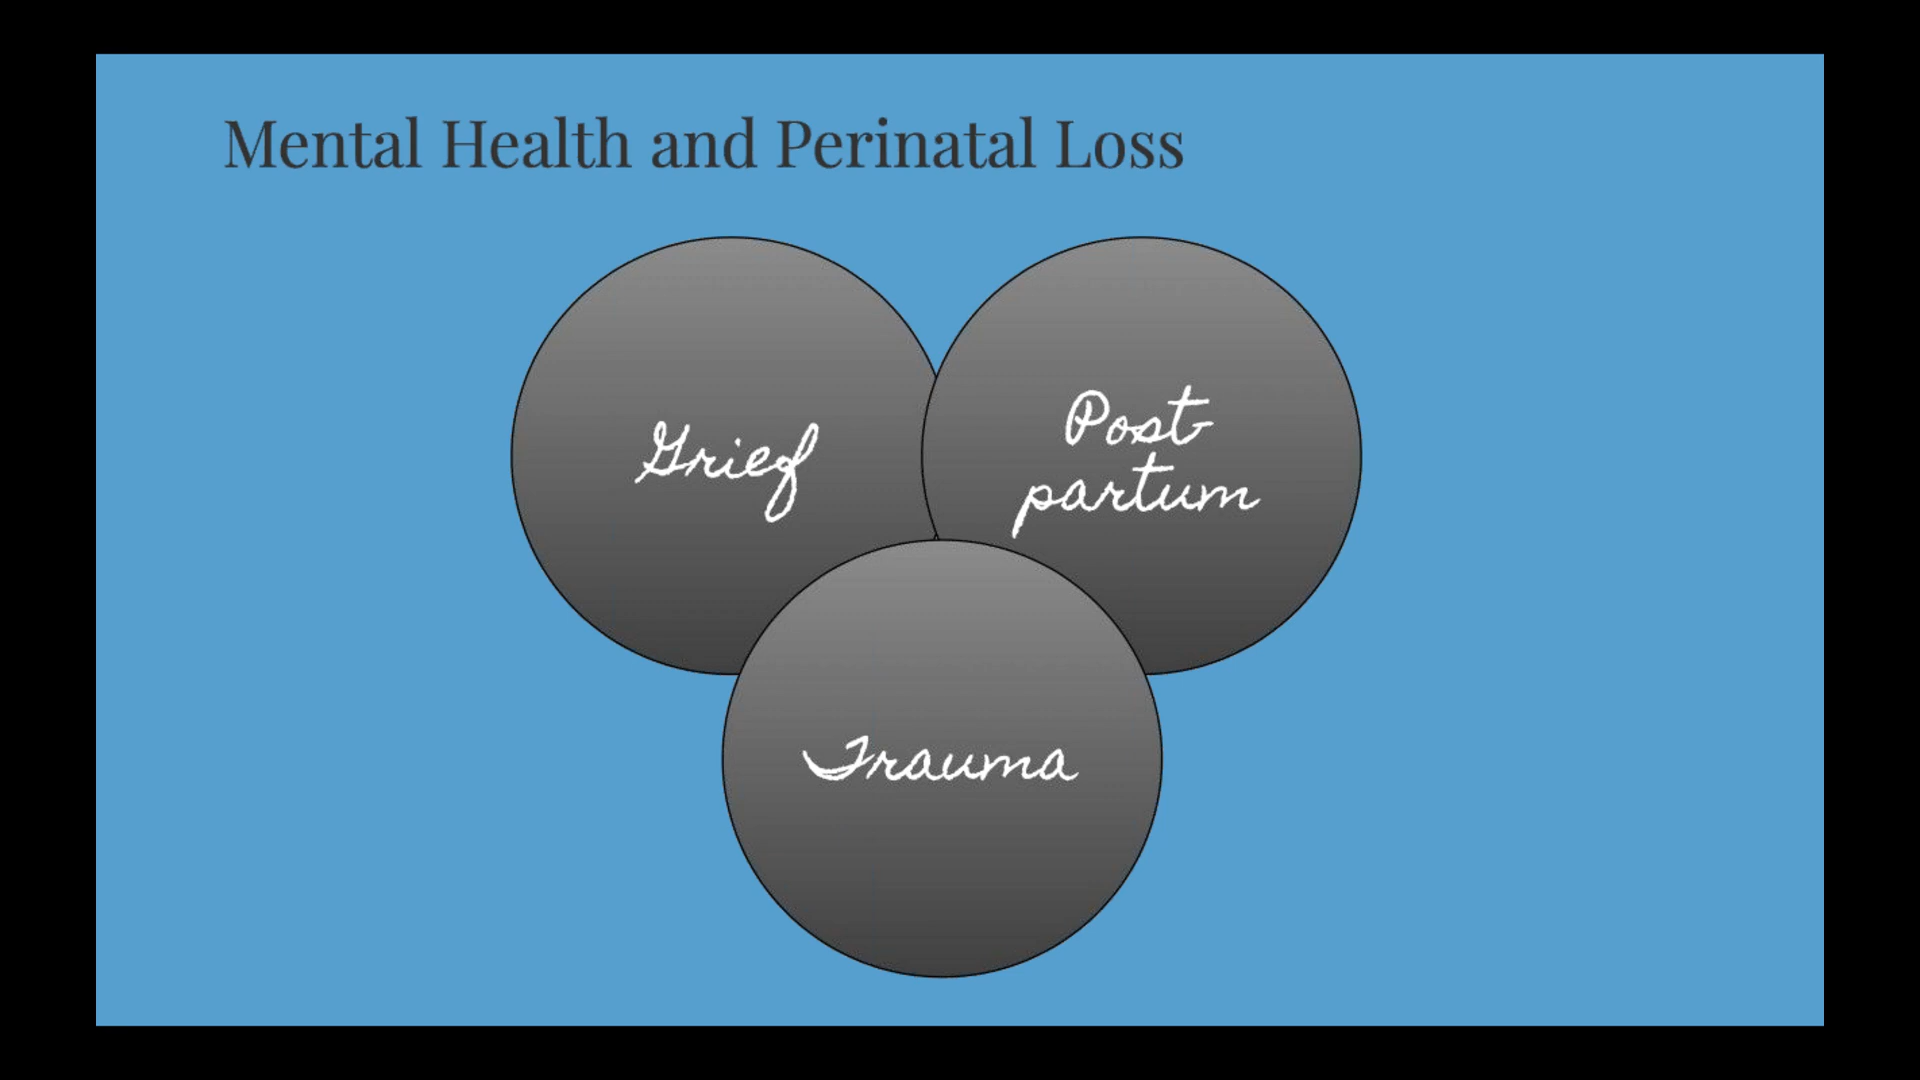 Mental Health and Perinatal Loss
Grief
Post
partum
Trauma